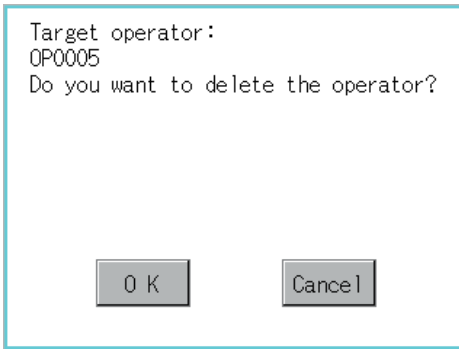 Target operator:
OP0005
Do you want to delete the operator?
O K
Cancel